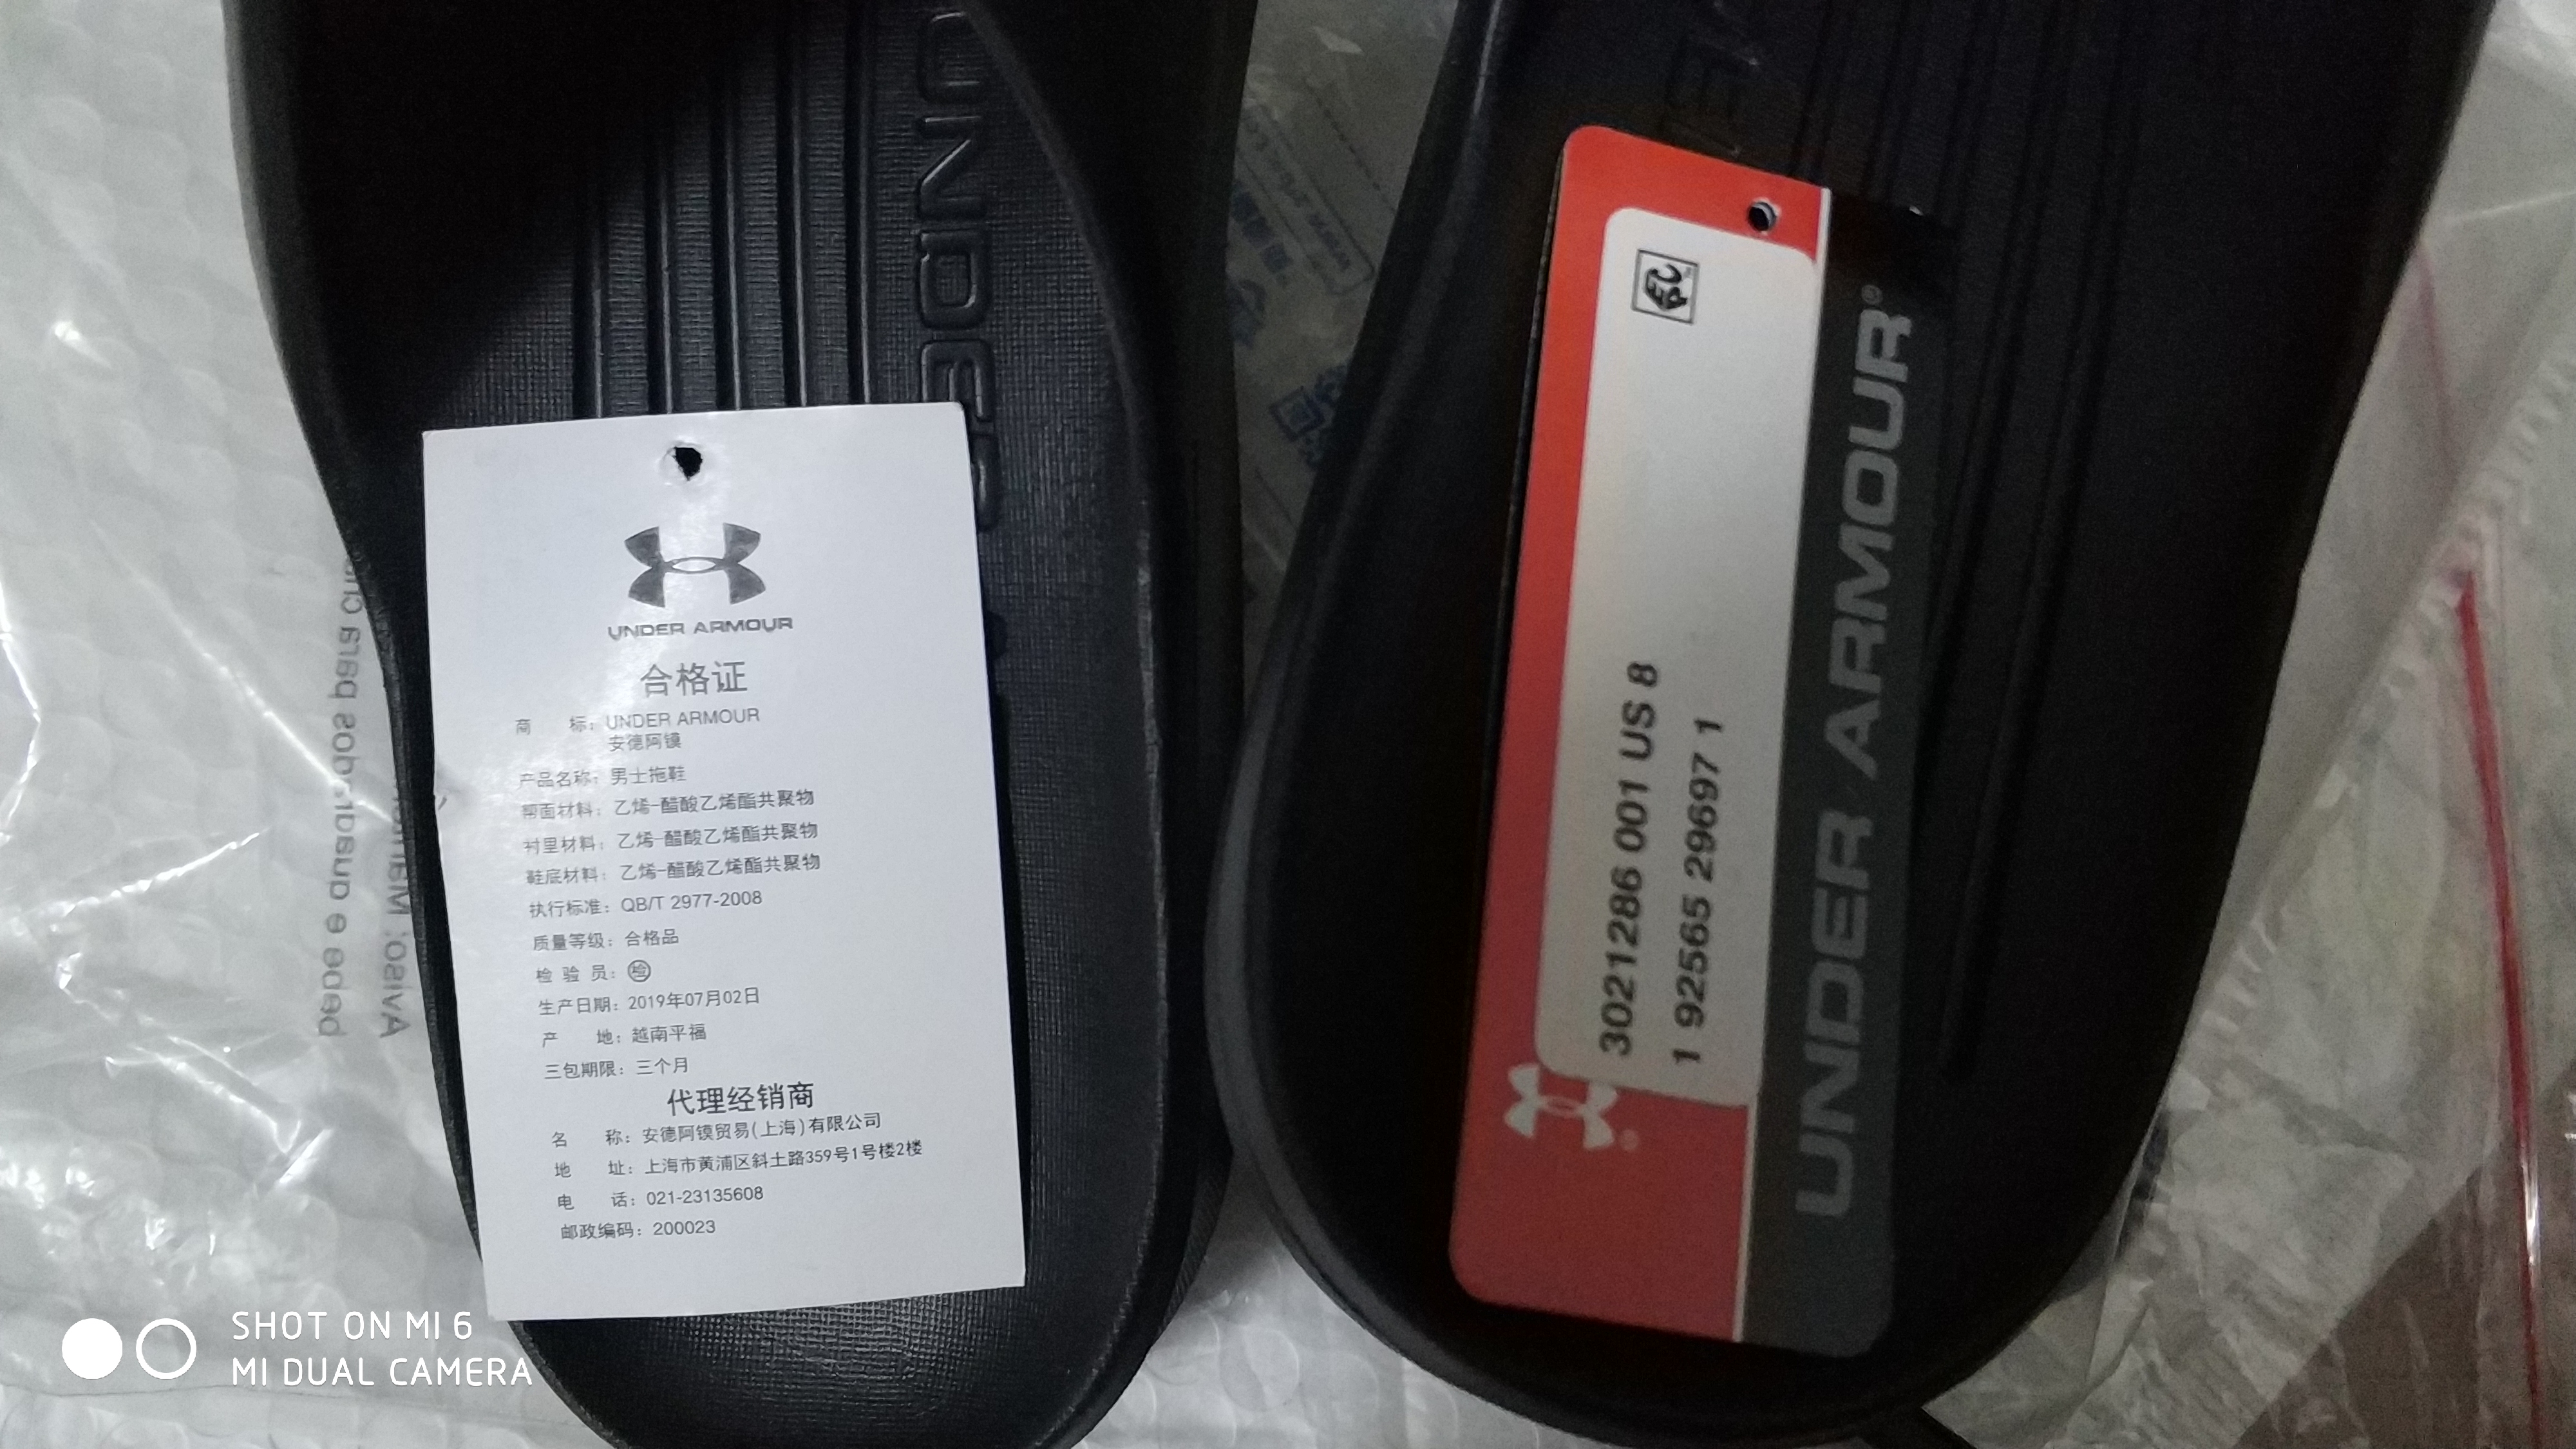 UNDER
UNDER ARMOUR
合格证
商 标：UNDER ARMOUR
安德阿镆
产品名称：男士拖鞋
帮面材料：乙烯-醋酸乙烯酯共聚物
衬里材料：乙烯-醋酸乙烯酯共聚物
鞋底材料：乙烯-醋酸乙烯酯共聚物
执行标准：QB/T 2977-2008
质量等级：合格品
检 验 员：检
生产日期：2019年07月02日
产 地：越南平福
三包期限：三个月
代理经销商
名 称：安德阿镆贸易(上海)有限公司
地 址：上海市黄浦区斜土路359号1号楼2楼
电 话：021-23135608
邮政编码：200023
3021286 001 US 8
1 92565 29697 1
UNDER ARMOUR®
SHOT ON MI 6
MI DUAL CAMERA